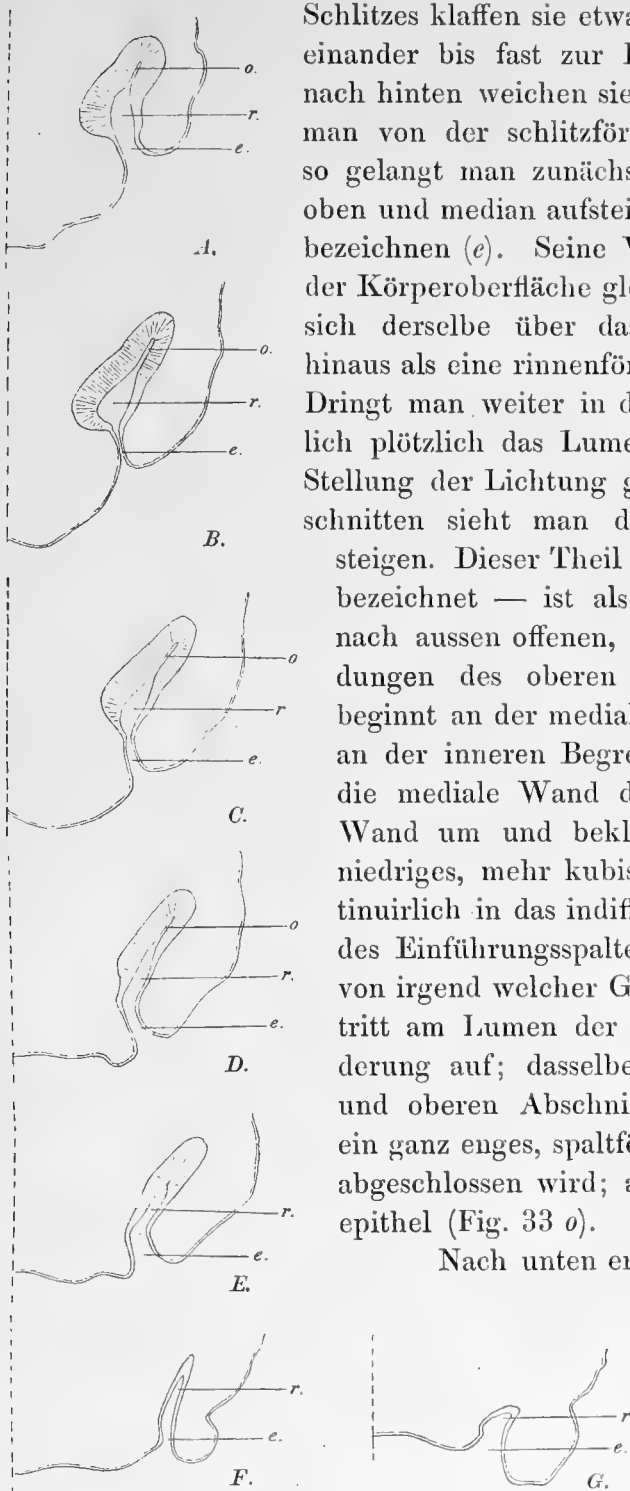 Schlitzes klaffen sie etwa
einander bis fast zur
nach hinten weichen sie
man von der schlitzför
so gelangt man zunächs
oben und median aufstei
bezeichnen (e). Seine
der Körperoberfläche gle
sich derselbe über da
hinaus als eine rinnenför
Dringt man weiter in d
lich plötzlich das Lume
Stellung der Lichtung g
schnitten sieht man d
steigen. Dieser Theil
bezeichnet — ist als
nach aussen offenen,
dungen des oberen
beginnt an der media
an der inneren Begre
die mediale Wand d
Wand um und bekl
niedriges, mehr kubis
tinuirlich in das indiff
des Einführungsspalte
von irgend welcher G
tritt am Lumen der
derung auf; dasselbe
und oberen Abschni
ein ganz enges, spaltfö
abgeschlossen wird; a
epithel (Fig. 33 o).
Nach unten er
o.
r.
e.
A.
o.
r.
e.
B.
o
r
e.
C.
o
r.
e.
D.
r.
e.
E.
r.
e.
F.
r
e.
G.